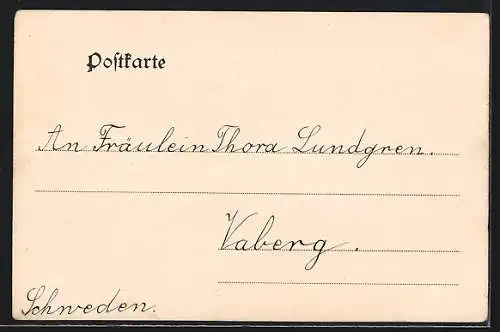 Postkarte
An Fräulein Thora Lundgren.
Vaberg.
Schweden.